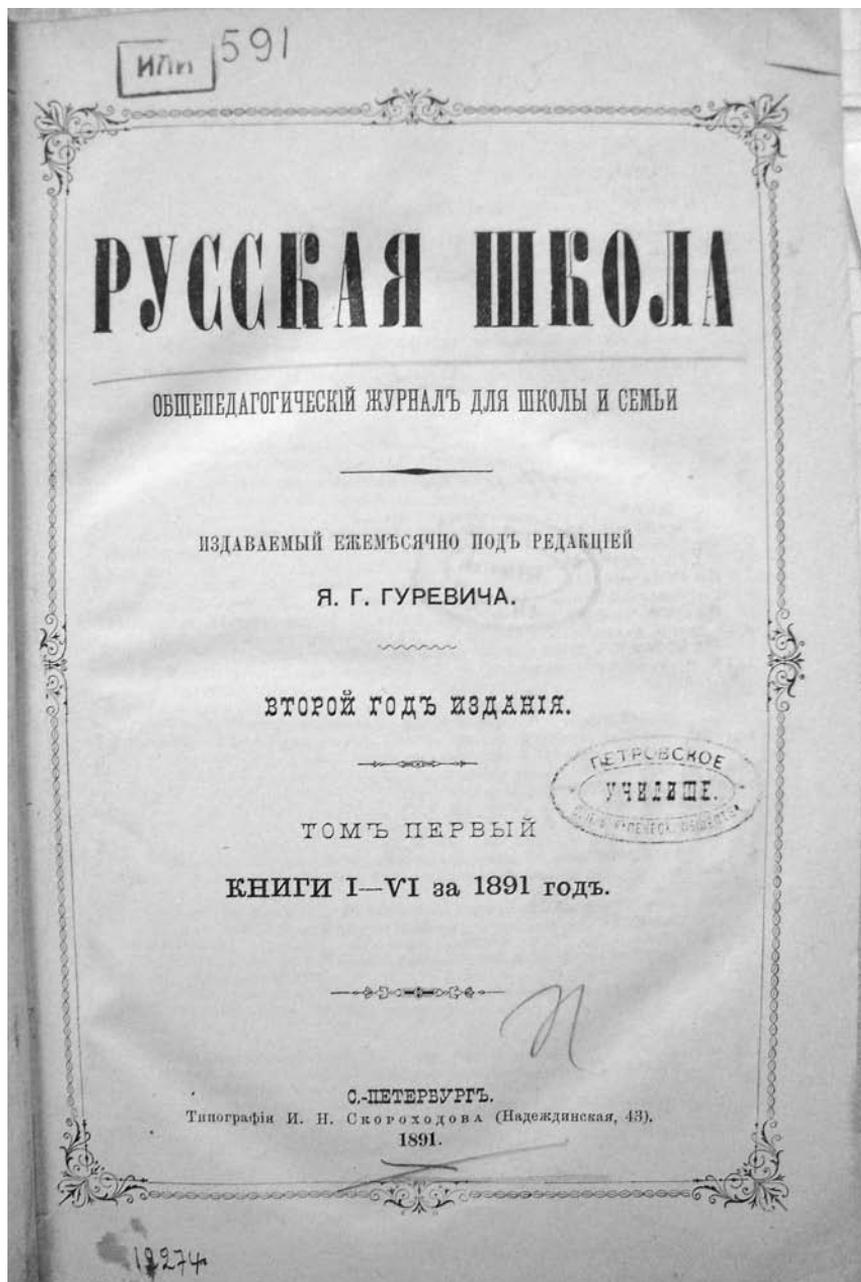 591
РУССКАЯ ШКОЛА
ОБЩЕПЕДАГОГИЧЕСКІЙ ЖУРНАЛЪ ДЛЯ ШКОЛЫ И СЕМЬИ
ИЗДАВАЕМЫЙ ЕЖЕМѢСЯЧНО ПОДЪ РЕДАКЦІЕЙ
Я. Г. ГУРЕВИЧА.
ВТОРОЙ ГОДЪ ИЗДАНІЯ.
ПЕТРОВСКОЕ
УЧИЛИЩЕ.
ТОМЪ ПЕРВЫЙ
КНИГИ I—VI за 1891 годъ.
С.-ПЕТЕРБУРГЪ.
Типографія И. Н. Скороходова (Надеждинская, 43).
1891.
12274